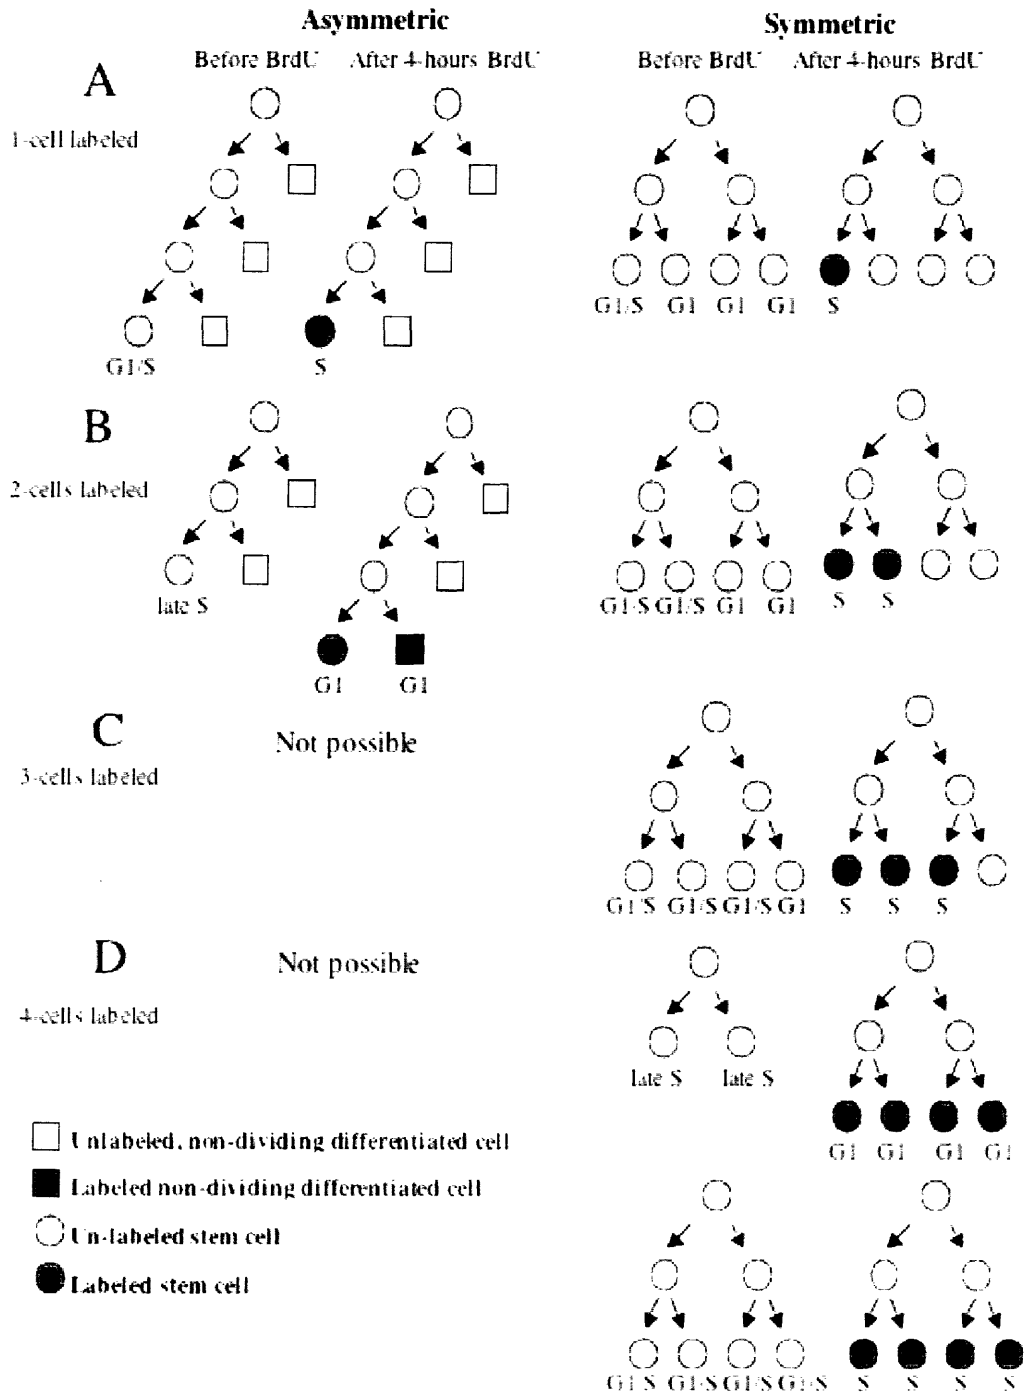 Asymmetric
Symmetric
Before BrdU
After 4-hours BrdU
Before BrdU
After 4-hours BrdU
A
1-cell labeled
G1/S
S
G1/S G1 G1 G1
S
B
2-cells labeled
late S
G1 G1
G1/S G1/S G1 G1
S S
C
3-cells labeled
Not possible
G1/S G1/S G1/S G1
S S S
D
4-cells labeled
Not possible
late S late S
G1 G1 G1 G1
Unlabeled, non-dividing differentiated cell
Labeled non-dividing differentiated cell
Un-labeled stem cell
Labeled stem cell
G1/S G1/S G1/S G1/S
S S S S